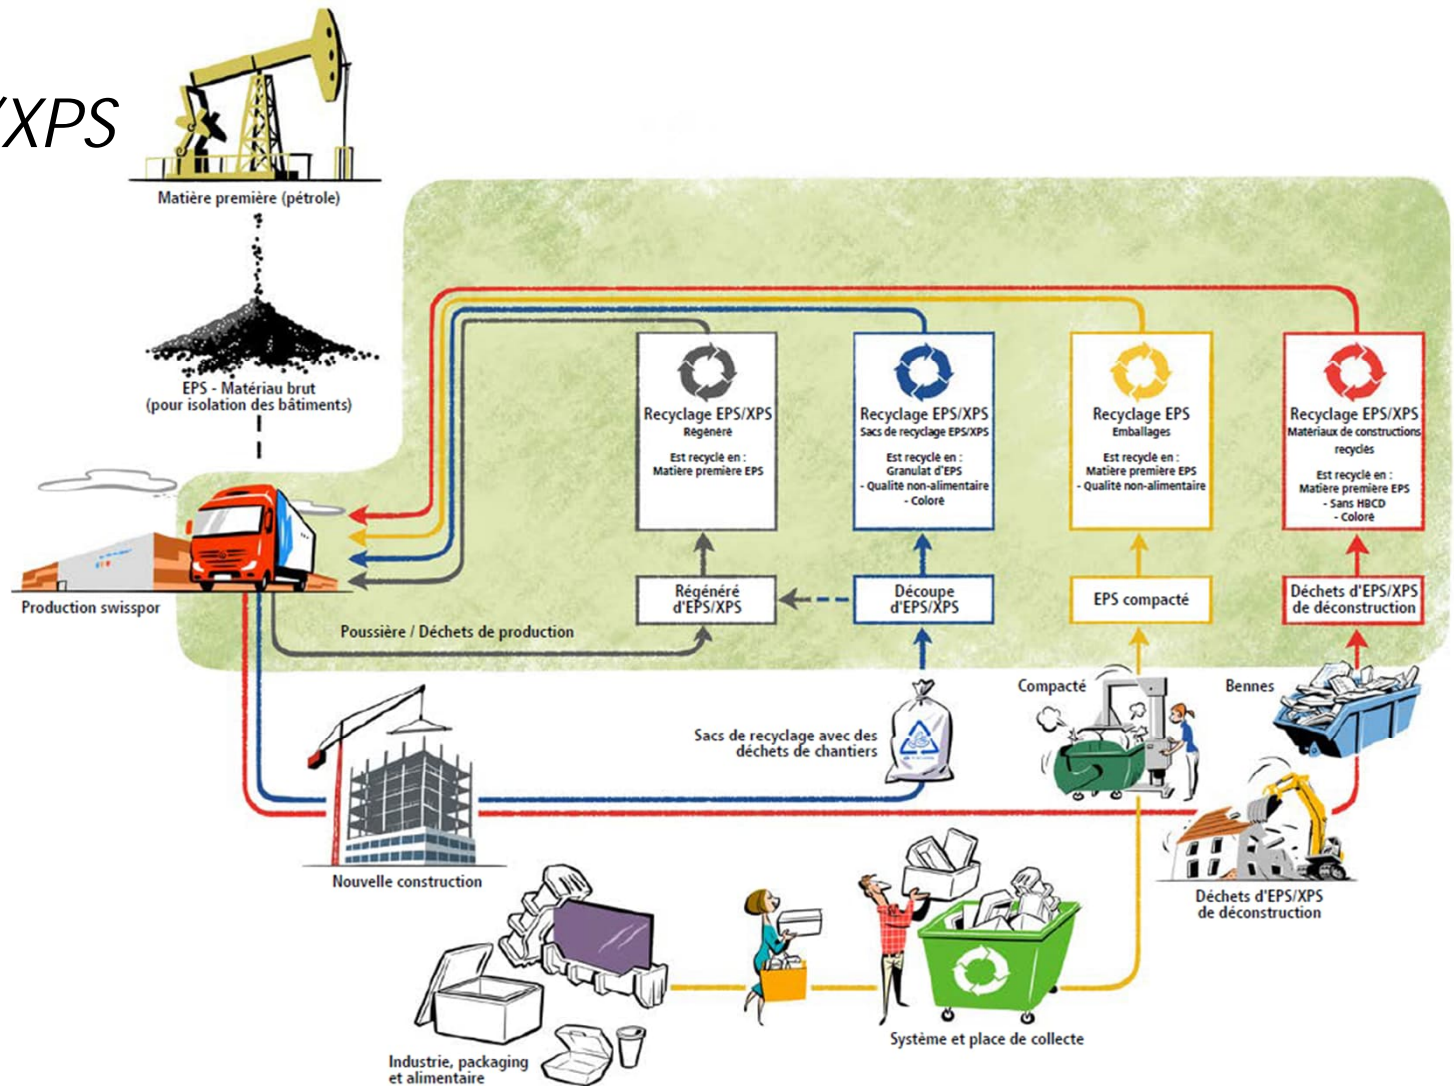 /XPS
Matière première (pétrole)
EPS - Matériau brut
(pour isolation des bâtiments)
Production swisspor
Poussière / Déchets de production
Recyclage EPS/XPS
Régénéré
Est recyclé en :
Matière première EPS
Régénéré
d'EPS/XPS
Recyclage EPS/XPS
Sacs de recyclage EPS/XPS
Est recyclé en :
Granulat d'EPS
- Qualité non-alimentaire
- Coloré
Découpe
d'EPS/XPS
Recyclage EPS
Emballages
Est recyclé en :
Matière première EPS
- Qualité non-alimentaire
EPS compacté
Recyclage EPS/XPS
Matériaux de constructions
recyclés
Est recyclé en :
Matière première EPS
- Sans HBCD
- Coloré
Déchets d'EPS/XPS
de déconstruction
Sacs de recyclage avec des
déchets de chantiers
Compacté
Bennes
Nouvelle construction
Déchets d'EPS/XPS
de déconstruction
Système et place de collecte
Industrie, packaging
et alimentaire